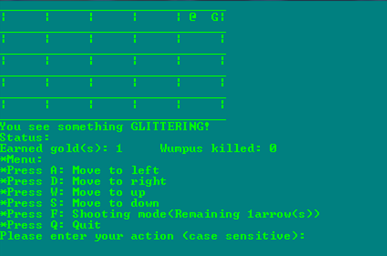 ¦ ¦ ¦ ¦ ¦ @ G¦
¦ ¦ ¦ ¦ ¦ ¦
¦ ¦ ¦ ¦ ¦ ¦
¦ ¦ ¦ ¦ ¦ ¦
¦ ¦ ¦ ¦ ¦ ¦
You see something GLITTERING!
Status:
Earned gold(s): 1 Wumpus killed: 0
*Menu:
*Press A: Move to left
*Press D: Move to right
*Press W: Move to up
*Press S: Move to down
*Press F: Shooting mode(Remaining 1arrow(s))
*Press Q: Quit
Please enter your action (case sensitive):